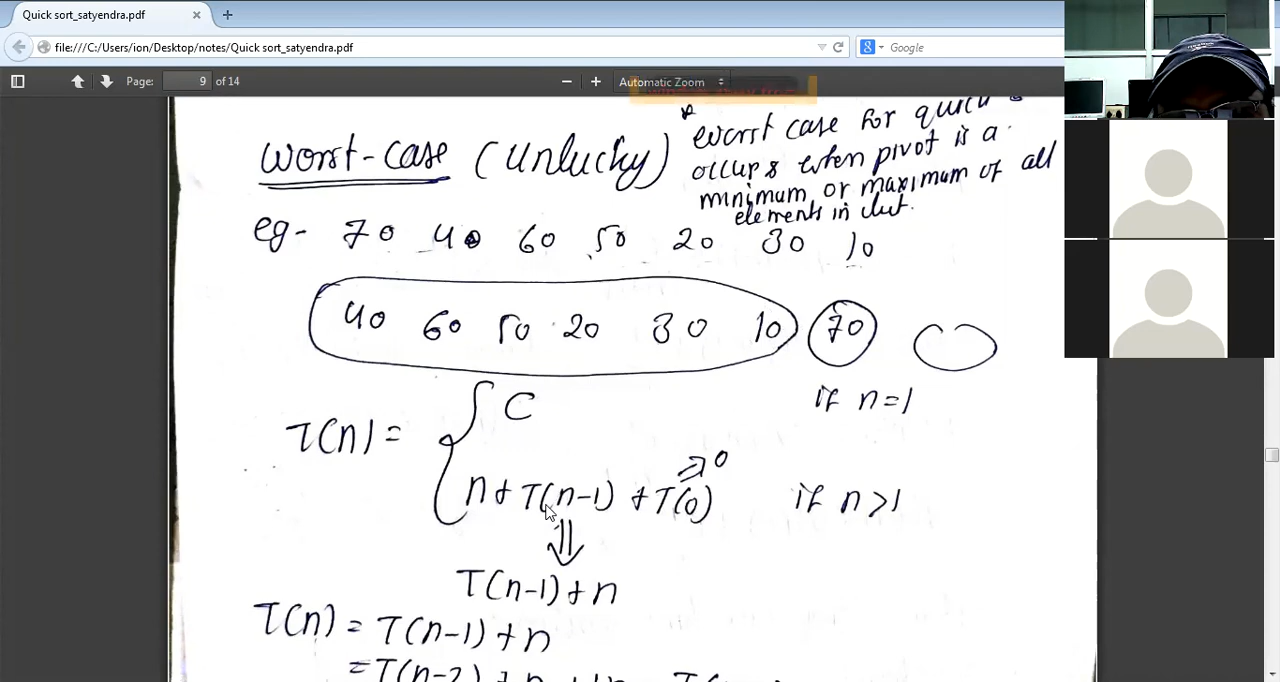 Quick sort_satyendra.pdf
file:///C:/Users/ion/Desktop/notes/Quick sort_satyendra.pdf
Google
Page: 9 of 14
Automatic Zoom
* worst case for quick
worst-case (unlucky)
occurs when pivot is a
minimum or maximum of all
elements in
eg- 70 40 60 50 20 30 10
40 60 50 20 30 10 70
T(n) = { C if n=1
n + T(n-1) + T(0) ⇒ 0 if n>1
⇓
T(n-1) + n
T(n) = T(n-1) + n
= T(n-2) +